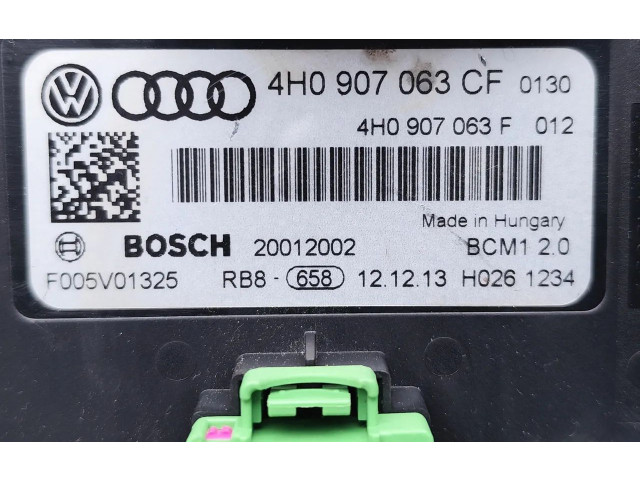 4H0 907 063 CF 0130
4H0 907 063 F 012
Made in Hungary
BOSCH 20012002 BCM1 2.0
F005V01325 RB8 - 658 12.12.13 H026 1234